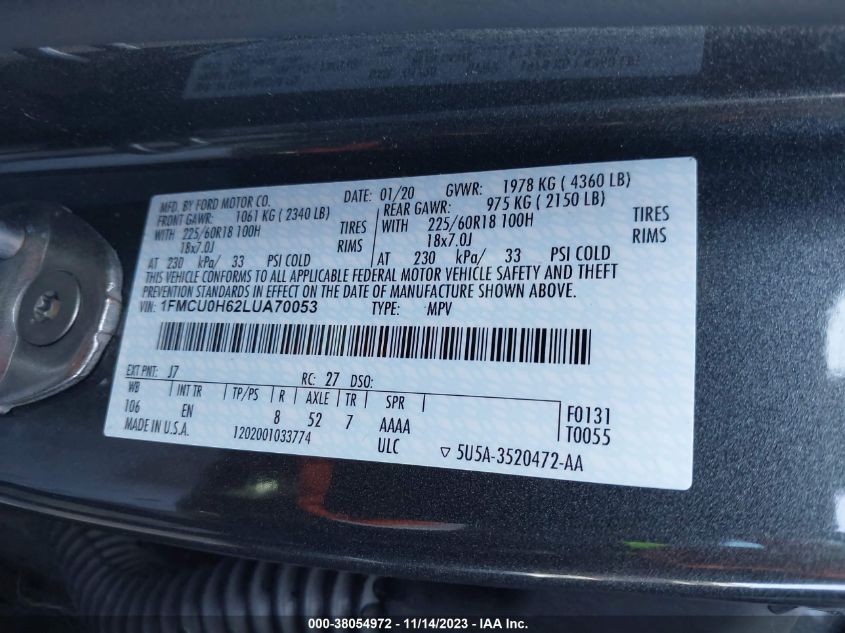 MFD. BY FORD MOTOR CO. DATE: 01/20 GVWR: 1978 KG ( 4360 LB)
FRONT GAWR: 1061 KG ( 2340 LB) REAR GAWR: 975 KG ( 2150 LB)
WITH 225/60R18 100H TIRES WITH 225/60R18 100H TIRES
18x7.0J RIMS 18x7.0J RIMS
AT 230 kPa/ 33 PSI COLD AT 230 kPa/ 33 PSI COLD
THIS VEHICLE CONFORMS TO ALL APPLICABLE FEDERAL MOTOR VEHICLE SAFETY AND THEFT
PREVENTION STANDARDS IN EFFECT ON THE DATE OF MANUFACTURE SHOWN ABOVE.
VIN: 1FMCU0H62LUA70053 TYPE: MPV
EXT PNT: J7 RC: 27 DSO:
WB INT TR TP/PS R AXLE TR SPR
106 EN 8 52 7 AAAA F0131
MADE IN U.S.A. 1202001033774 ULC T0055
▽ 5U5A-3520472-AA
000-38054972 - 11/14/2023 - IAAI.com